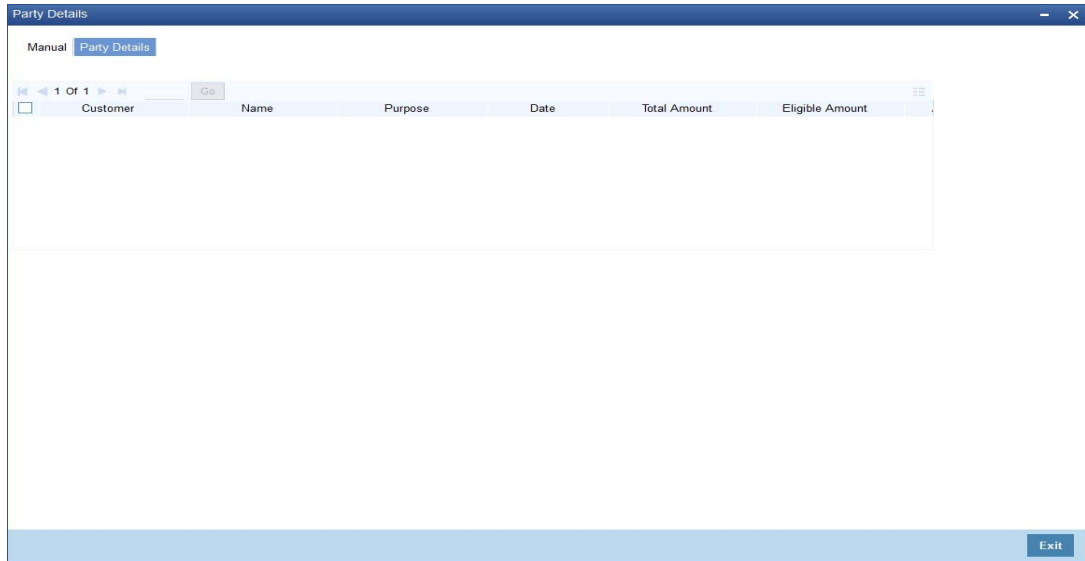 Party Details
Manual Party Details
1 Of 1 Go
Customer Name Purpose Date Total Amount Eligible Amount
Exit